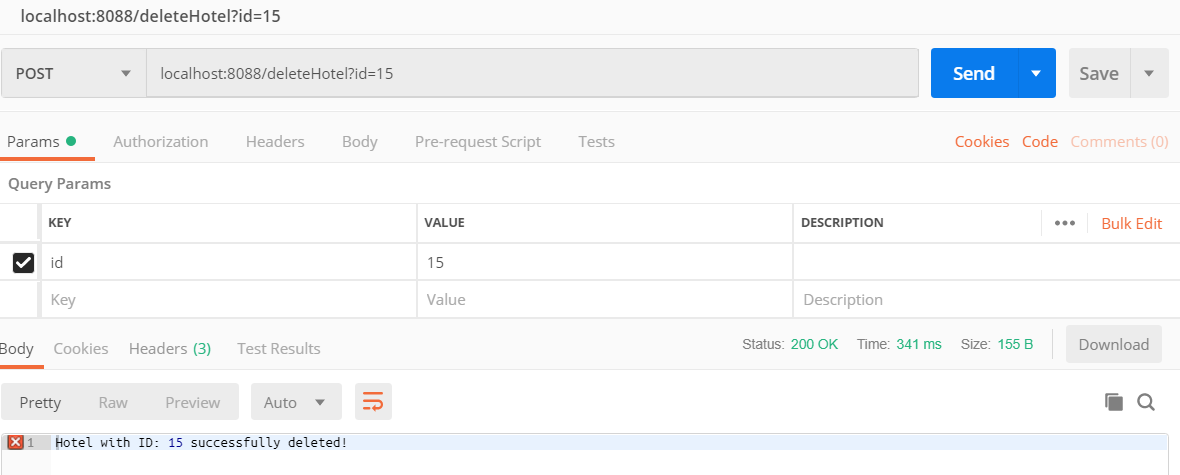 localhost:8088/deleteHotel?id=15
POST localhost:8088/deleteHotel?id=15 Send Save
Params Authorization Headers Body Pre-request Script Tests Cookies Code Comments (0)
Query Params
KEY VALUE DESCRIPTION ••• Bulk Edit
id 15
Key Value Description
Body Cookies Headers (3) Test Results Status: 200 OK Time: 341 ms Size: 155 B Download
Pretty Raw Preview Auto
1 Hotel with ID: 15 successfully deleted!